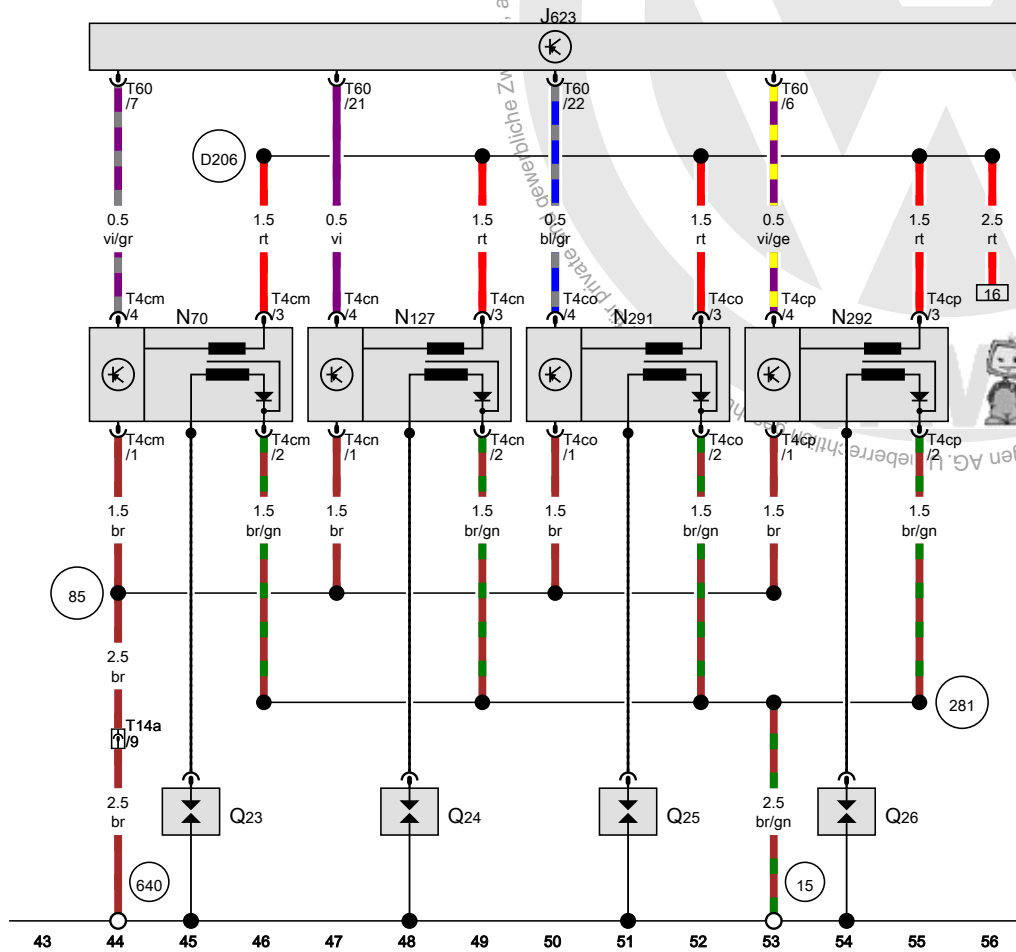 J623
T60 T60 T60 T60
/7 /21 /22 /6
D206
0.5 1.5 0.5 1.5 0.5 1.5 0.5 1.5 2.5
vi/gr rt vi rt bl/gr rt vi/ge rt rt
16
T4cm T4cm T4cn T4cn T4co T4co T4cp T4cp
/4 /3 /4 /3 /4 /3 /4 /3
N70 N127 N291 N292
T4cm T4cm T4cn T4cn T4co T4co T4cp T4cp
/1 /2 /1 /2 /1 /2 /1 /2
1.5 1.5 1.5 1.5 1.5 1.5 1.5 1.5
br br/gn br br/gn br br/gn br br/gn
85
2.5
br
281
T14a
/9
2.5 2.5
br br/gn
Q23 Q24 Q25 Q26
640 15
43 44 45 46 47 48 49 50 51 52 53 54 55 56
für private und gewerbliche